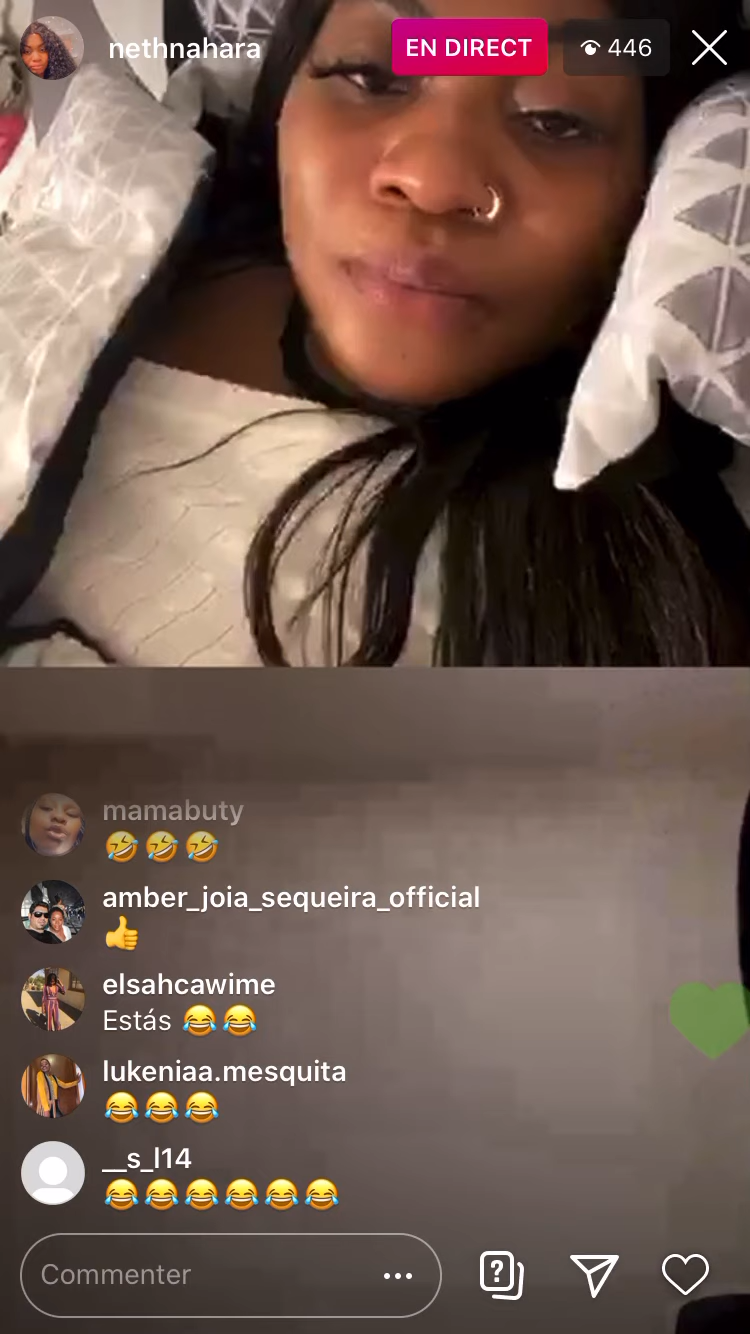 nethnahara
EN DIRECT
446
mamabuty
🤣🤣🤣
amber_joia_sequeira_official
👍
elsahcawime
Estás 😂😂
lukeniaa.mesquita
😂😂😂
__s_l14
😂😂😂😂😂😂
Commenter